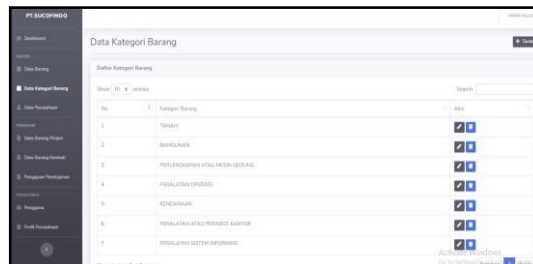 PT.SUCOFINDO
Dashboard
Data Barang
Data Kategori Barang
Data Perusahaan
Data Barang Pinjam
Data Barang Kembali
Pengajuan Peminjaman
Pengguna
Profil Perusahaan
Data Kategori Barang
Daftar Kategori Barang
Show 10 entries
Search:
No Kategori Barang Aksi
1 TANAH
2 BANGUNAN
3 PERLENGKAPAN ATAU MESIN GEDUNG
4 PERALATAN OPERASI
5 KENDARAAN
6 PERALATAN ATAU PERABOT KANTOR
7 PERALATAN SISTEM INFORMASI
Activate Windows